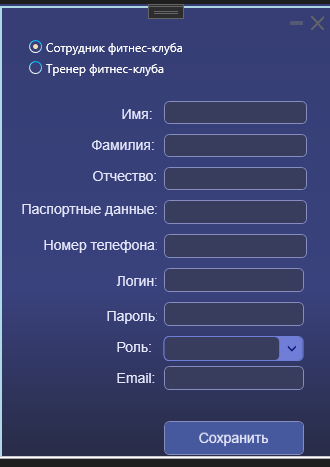 Сотрудник фитнес-клуба
Тренер фитнес-клуба
Имя:
Фамилия:
Отчество:
Паспортные данные:
Номер телефона:
Логин:
Пароль:
Роль:
Email:
Сохранить